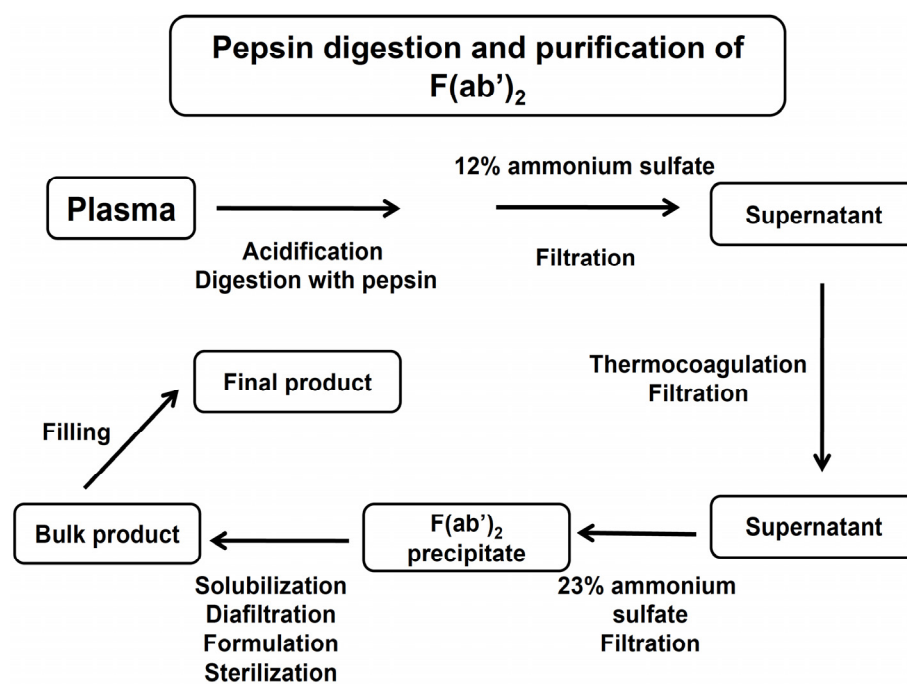 Pepsin digestion and purification of
F(ab’)₂
12% ammonium sulfate
Plasma
Supernatant
Acidification
Digestion with pepsin
Filtration
Thermocoagulation
Filtration
Final product
Filling
Bulk product
F(ab’)₂
precipitate
Supernatant
Solubilization
Diafiltration
Formulation
Sterilization
23% ammonium
sulfate
Filtration